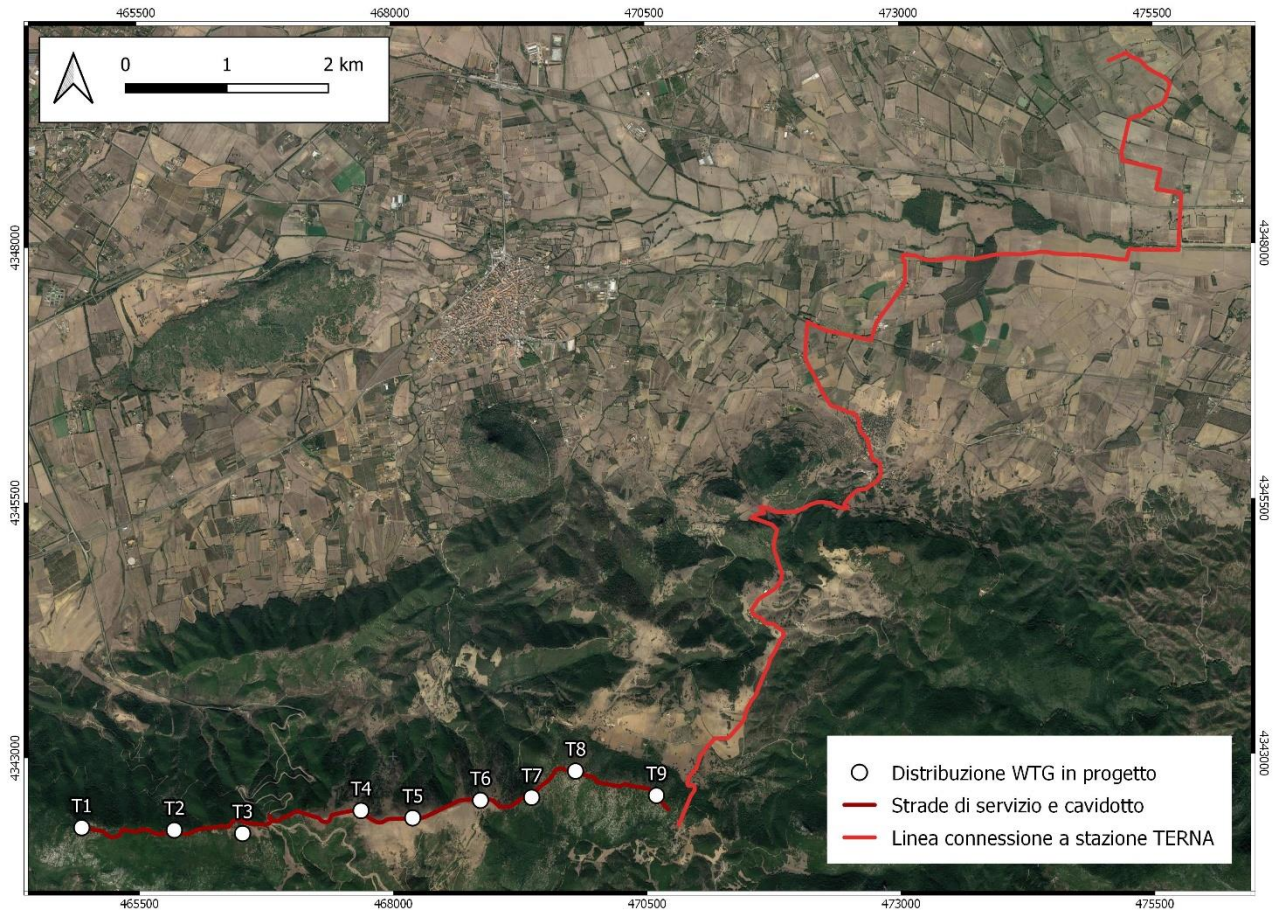 465500 468000 470500 473000 475500
0 1 2 km
4348000 4348000
4345500 4345500
4343000 4343000
T8
T9
T6 T7
T4 T5
T1 T2 T3
Distribuzione WTG in progetto
Strade di servizio e cavidotto
Linea connessione a stazione TERNA
465500 468000 470500 473000 475500